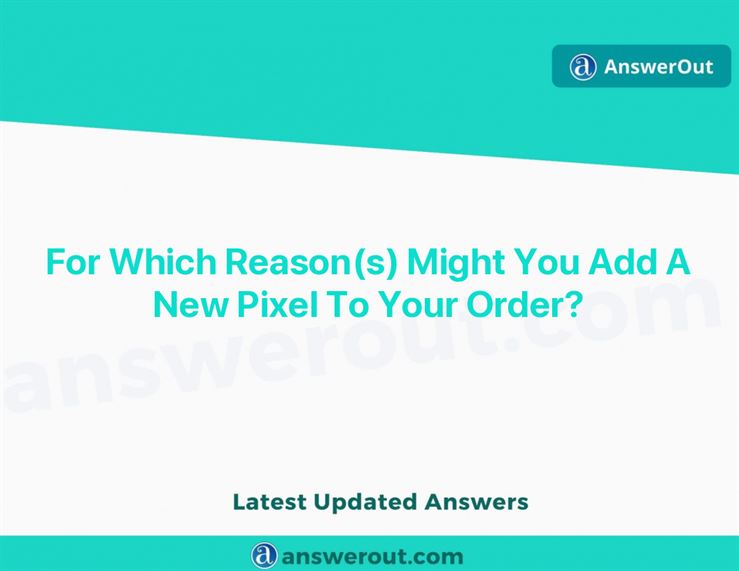 AnswerOut
For Which Reason(s) Might You Add A
New Pixel To Your Order?
answerout.com
Latest Updated Answers
answerout.com